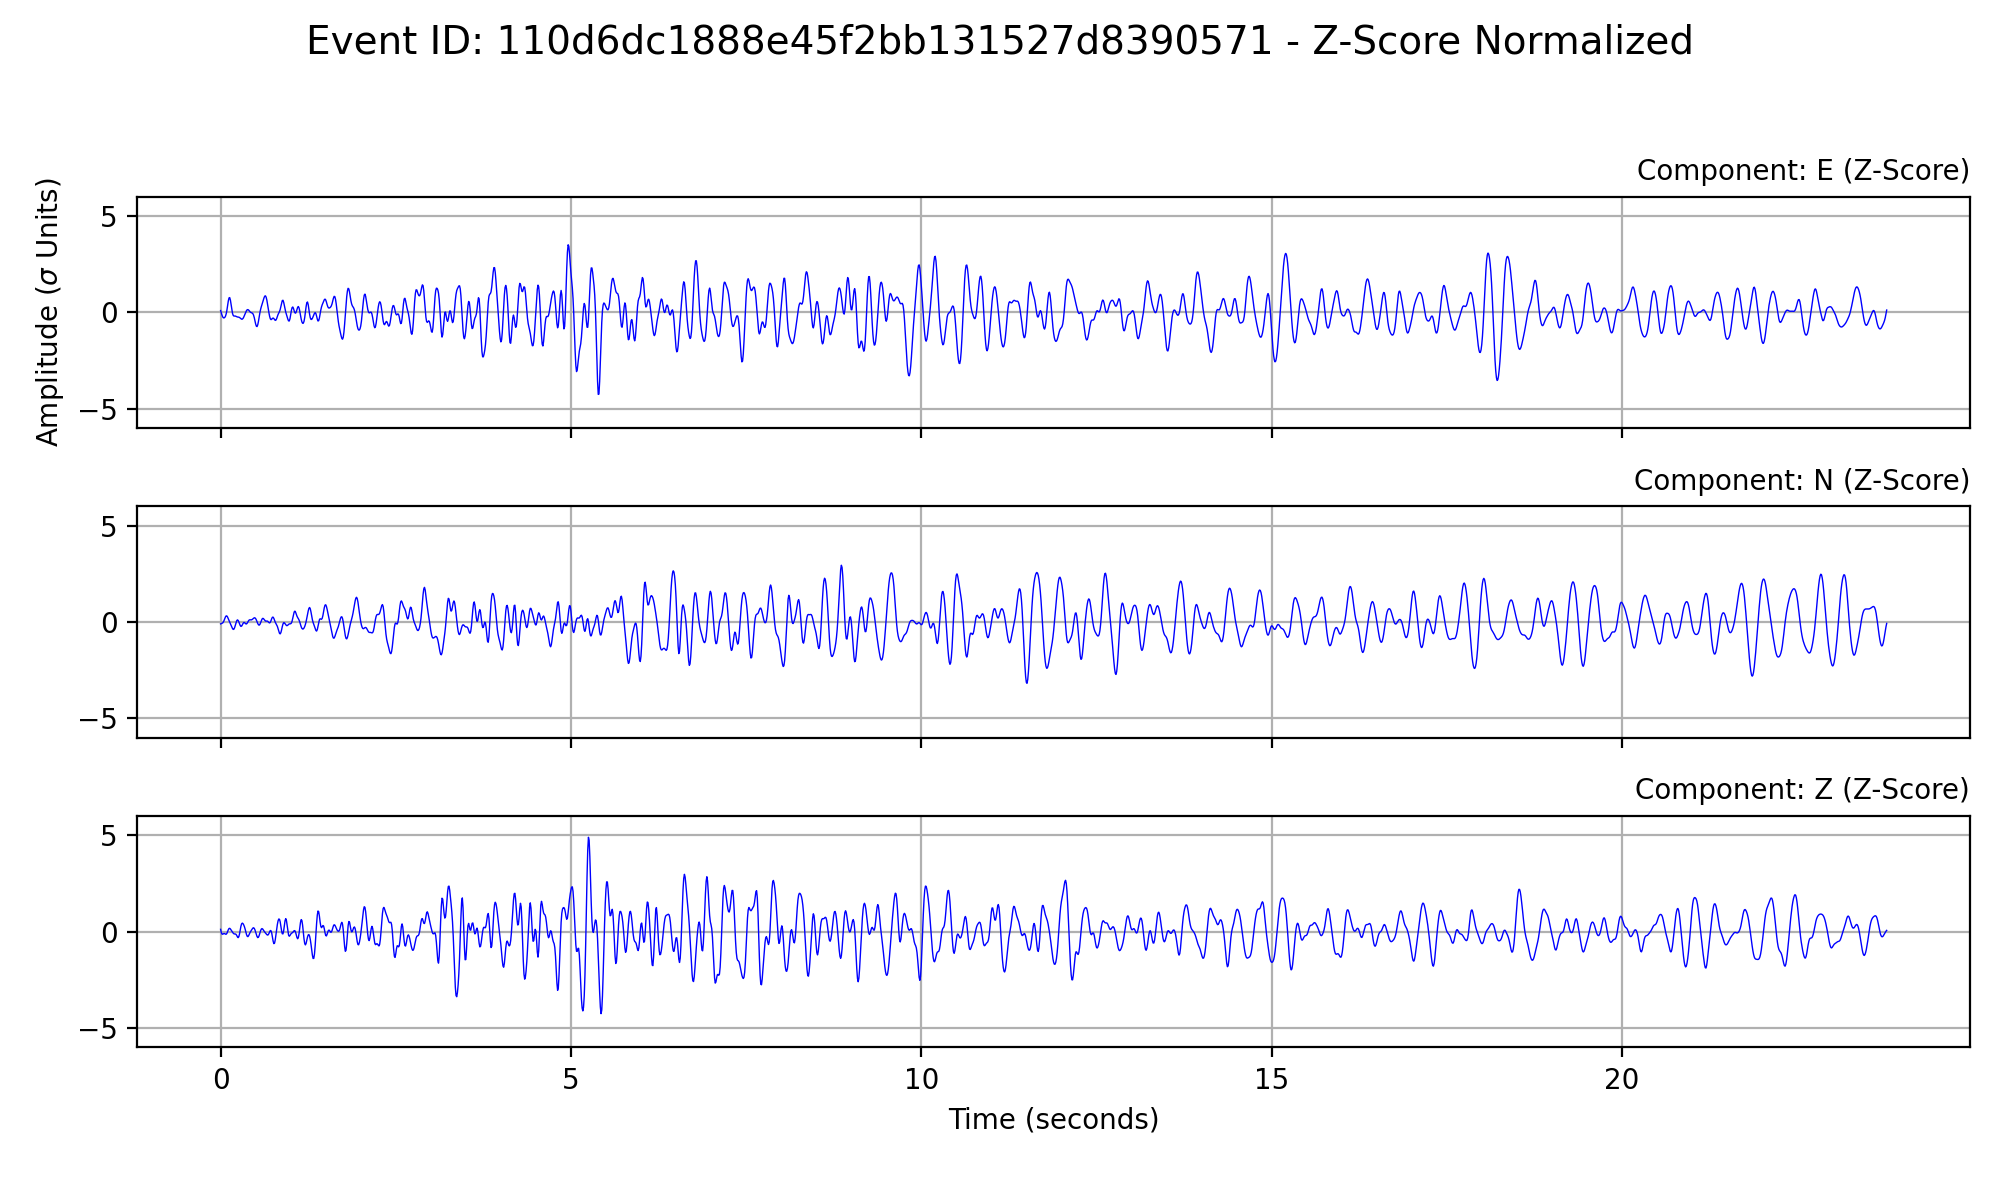 Event ID: 110d6dc1888e45f2bb131527d8390571 - Z-Score Normalized
Component: E (Z-Score)
Amplitude (σ Units)
5
0
−5
Component: N (Z-Score)
5
0
−5
Component: Z (Z-Score)
5
0
−5
0 5 10 15 20
Time (seconds)